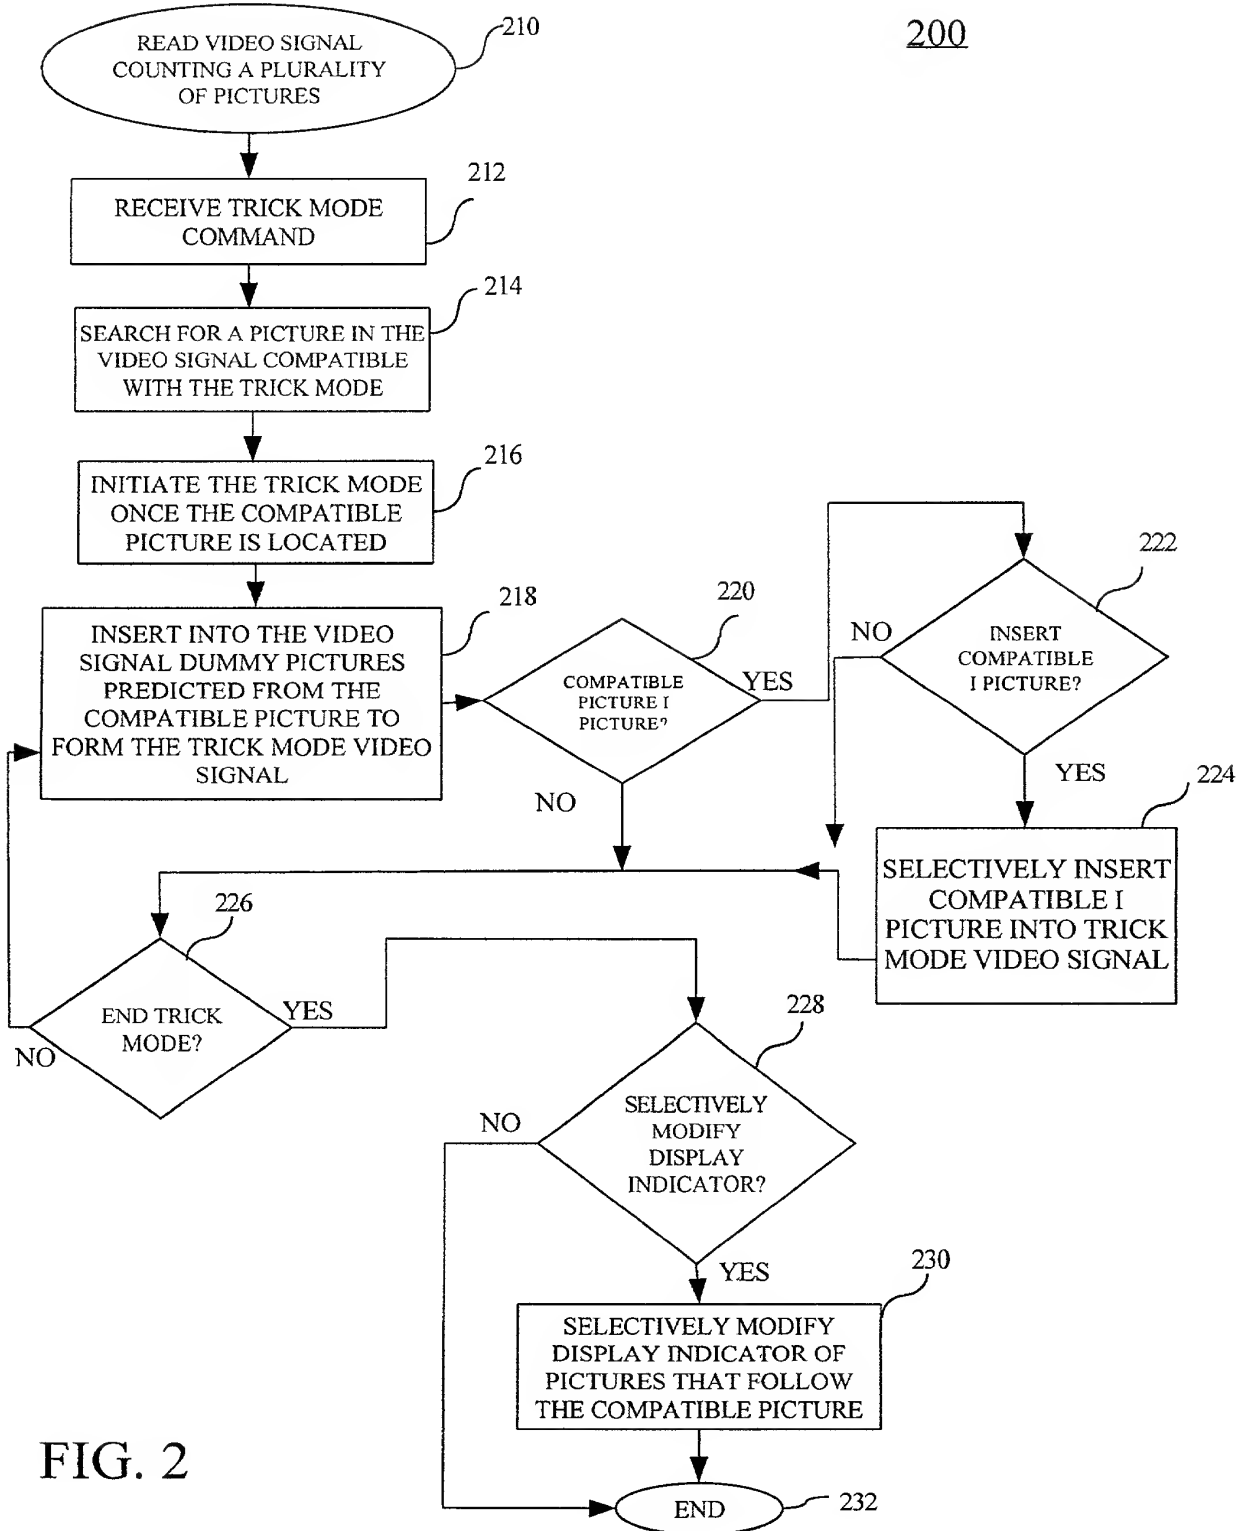 200
210
READ VIDEO SIGNAL
COUNTING A PLURALITY
OF PICTURES
212
RECEIVE TRICK MODE
COMMAND
214
SEARCH FOR A PICTURE IN THE
VIDEO SIGNAL COMPATIBLE
WITH THE TRICK MODE
216
INITIATE THE TRICK MODE
ONCE THE COMPATIBLE
PICTURE IS LOCATED
218
INSERT INTO THE VIDEO
SIGNAL DUMMY PICTURES
PREDICTED FROM THE
COMPATIBLE PICTURE TO
FORM THE TRICK MODE VIDEO
SIGNAL
220
COMPATIBLE
PICTURE I
PICTURE?
YES
NO
222
INSERT
COMPATIBLE
I PICTURE?
NO
YES
224
SELECTIVELY INSERT
COMPATIBLE I
PICTURE INTO TRICK
MODE VIDEO SIGNAL
226
END TRICK
MODE?
YES
NO
228
SELECTIVELY
MODIFY
DISPLAY
INDICATOR?
NO
YES
230
SELECTIVELY MODIFY
DISPLAY INDICATOR OF
PICTURES THAT FOLLOW
THE COMPATIBLE PICTURE
END
232
FIG. 2